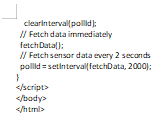 clearInterval(pollId);
// Fetch data immediately
fetchData();
// Fetch sensor data every 2 seconds
pollId = setInterval(fetchData, 2000);
}
</script>
</body>
</html>